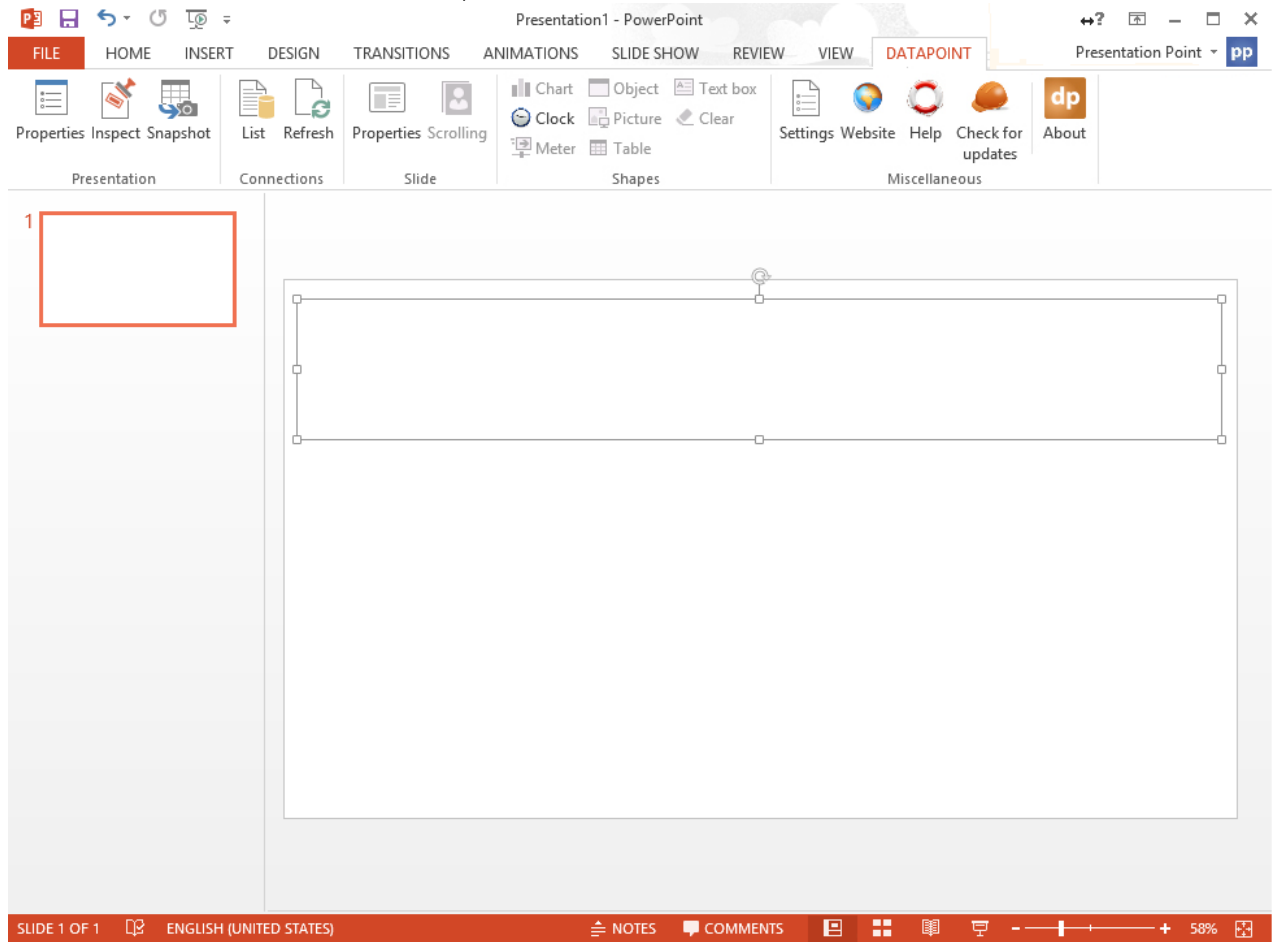 Presentation1 - PowerPoint
?
FILE HOME INSERT DESIGN TRANSITIONS ANIMATIONS SLIDE SHOW REVIEW VIEW DATAPOINT Presentation Point pp
Chart Object Text box
Clock Picture Clear
Meter Table
dp
Properties Inspect Snapshot List Refresh Properties Scrolling Settings Website Help Check for updates About
Presentation Connections Slide Shapes Miscellaneous
1
SLIDE 1 OF 1 ENGLISH (UNITED STATES) NOTES COMMENTS - + 58%